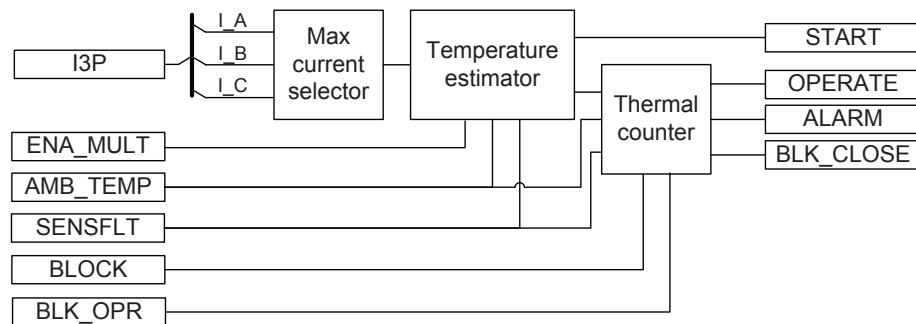 I_A
I_B
I_C
I3P
Max
current
selector
Temperature
estimator
START
OPERATE
Thermal
counter
ALARM
BLK_CLOSE
ENA_MULT
AMB_TEMP
SENSFLT
BLOCK
BLK_OPR